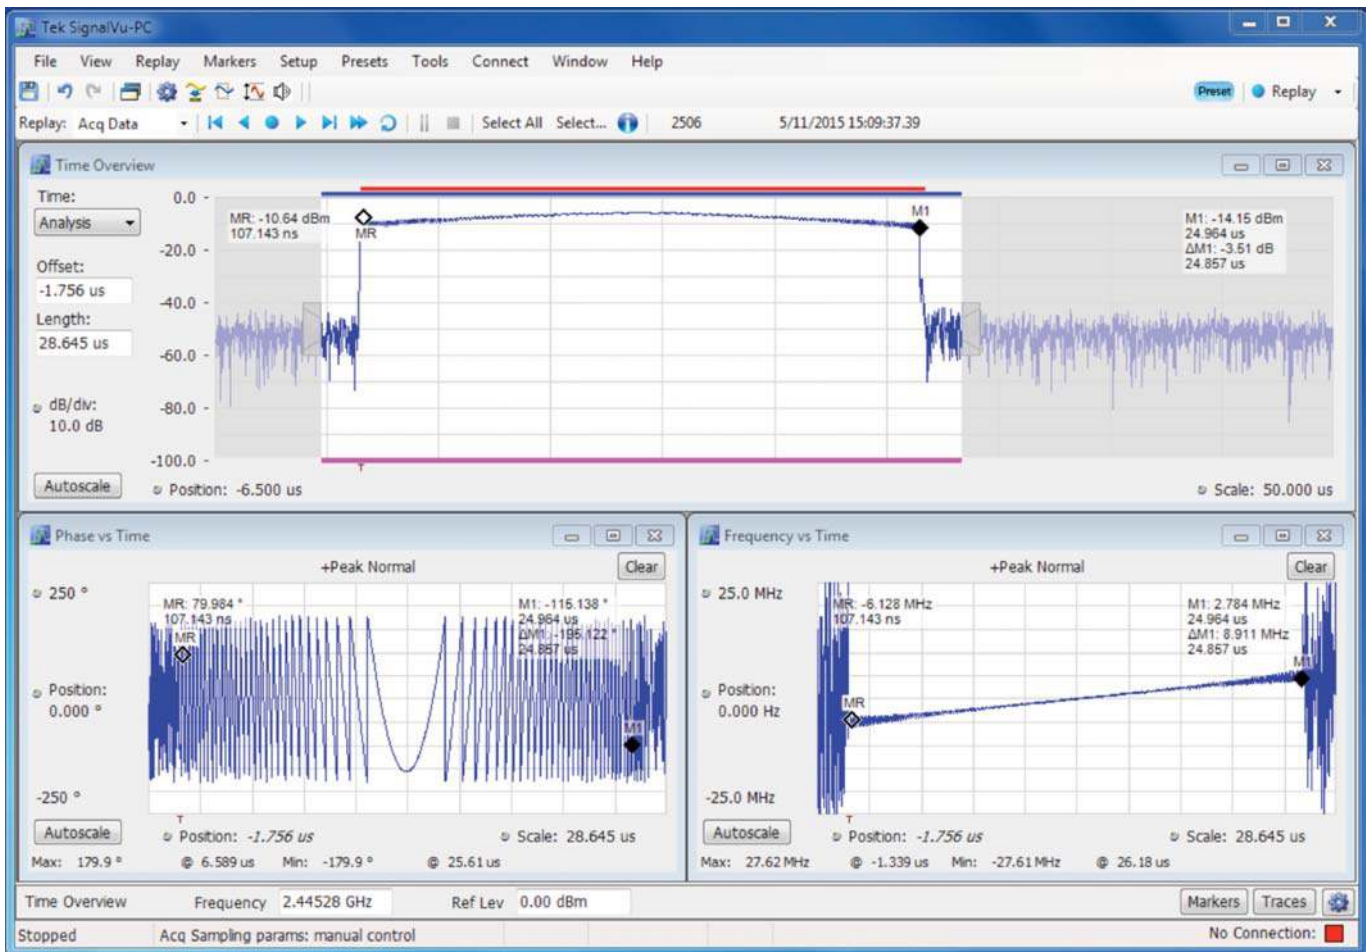 Tek SignalVu-PC
File View Replay Markers Setup Presets Tools Connect Window Help
Preset Replay
Replay: Acq Data Select All Select... 2506 5/11/2015 15:09:37.39
Time Overview
Time:
Analysis
Offset:
-1.756 us
Length:
28.645 us
dB/div:
10.0 dB
Autoscale
0.0
-20.0
-40.0
-60.0
-80.0
-100.0
MR: -10.64 dBm
107.143 ns
MR
M1
M1: -14.15 dBm
24.964 us
ΔM1: -3.51 dB
24.857 us
T
Position: -6.500 us
Scale: 50.000 us
Phase vs Time
+Peak Normal
Clear
250 °
Position:
0.000 °
-250 °
Autoscale
MR: 79.984 °
107.143 ns
MR
M1: -115.138 °
24.964 us
ΔM1: -195.122 °
24.857 us
M1
T
Position: -1.756 us
Scale: 28.645 us
Max: 179.9 ° @ 6.589 us Min: -179.9 ° @ 25.61 us
Frequency vs Time
+Peak Normal
Clear
25.0 MHz
Position:
0.000 Hz
-25.0 MHz
Autoscale
MR: -6.128 MHz
107.143 ns
MR
M1: 2.784 MHz
24.964 us
ΔM1: 8.911 MHz
24.857 us
M1
T
Position: -1.756 us
Scale: 28.645 us
Max: 27.62 MHz @ -1.339 us Min: -27.61 MHz @ 26.18 us
Time Overview Frequency 2.44528 GHz Ref Lev 0.00 dBm Markers Traces
Stopped Acq Sampling params: manual control No Connection: